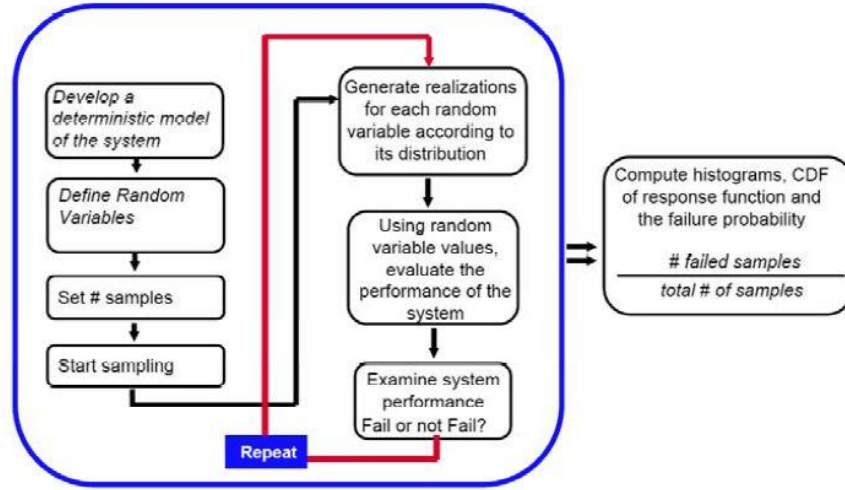 Develop a
deterministic model
of the system
Define Random
Variables
Set # samples
Start sampling
Generate realizations
for each random
variable according to
its distribution
Using random
variable values,
evaluate the
performance of the
system
Examine system
performance
Fail or not Fail?
Repeat
Compute histograms, CDF
of response function and
the failure probability
# failed samples
total # of samples